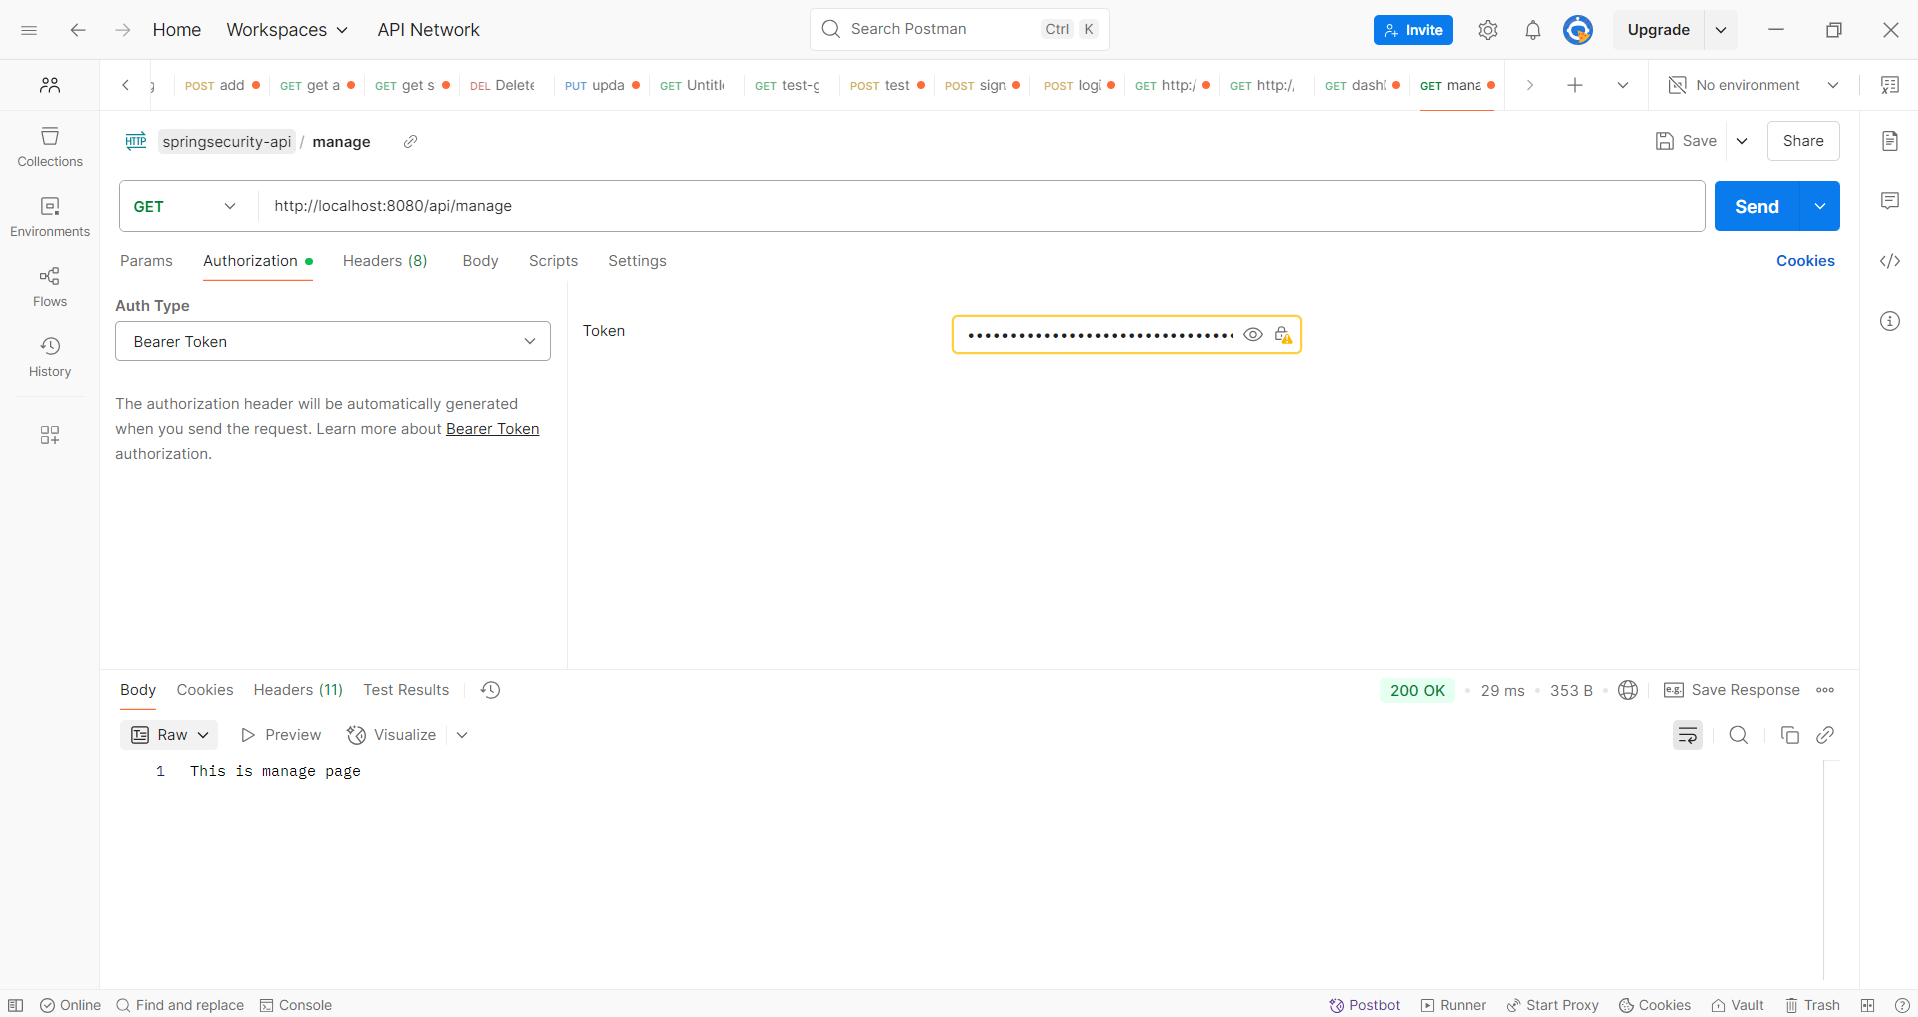 Home Workspaces API Network Search Postman Ctrl K Invite Upgrade
POST add GET get a GET get s DEL Delete PUT upda GET Untitl GET test-g POST test POST sign POST logi GET http:/ GET http:/ GET dash GET mana No environment
springsecurity-api / manage Save Share
GET http://localhost:8080/api/manage Send
Params Authorization Headers (8) Body Scripts Settings Cookies
Collections
Environments
Flows
History
Auth Type
Bearer Token
The authorization header will be automatically generated
when you send the request. Learn more about Bearer Token
authorization.
Token
Body Cookies Headers (11) Test Results 200 OK 29 ms 353 B e.g. Save Response
Raw Preview Visualize
1 This is manage page
Online Find and replace Console Postbot Runner Start Proxy Cookies Vault Trash